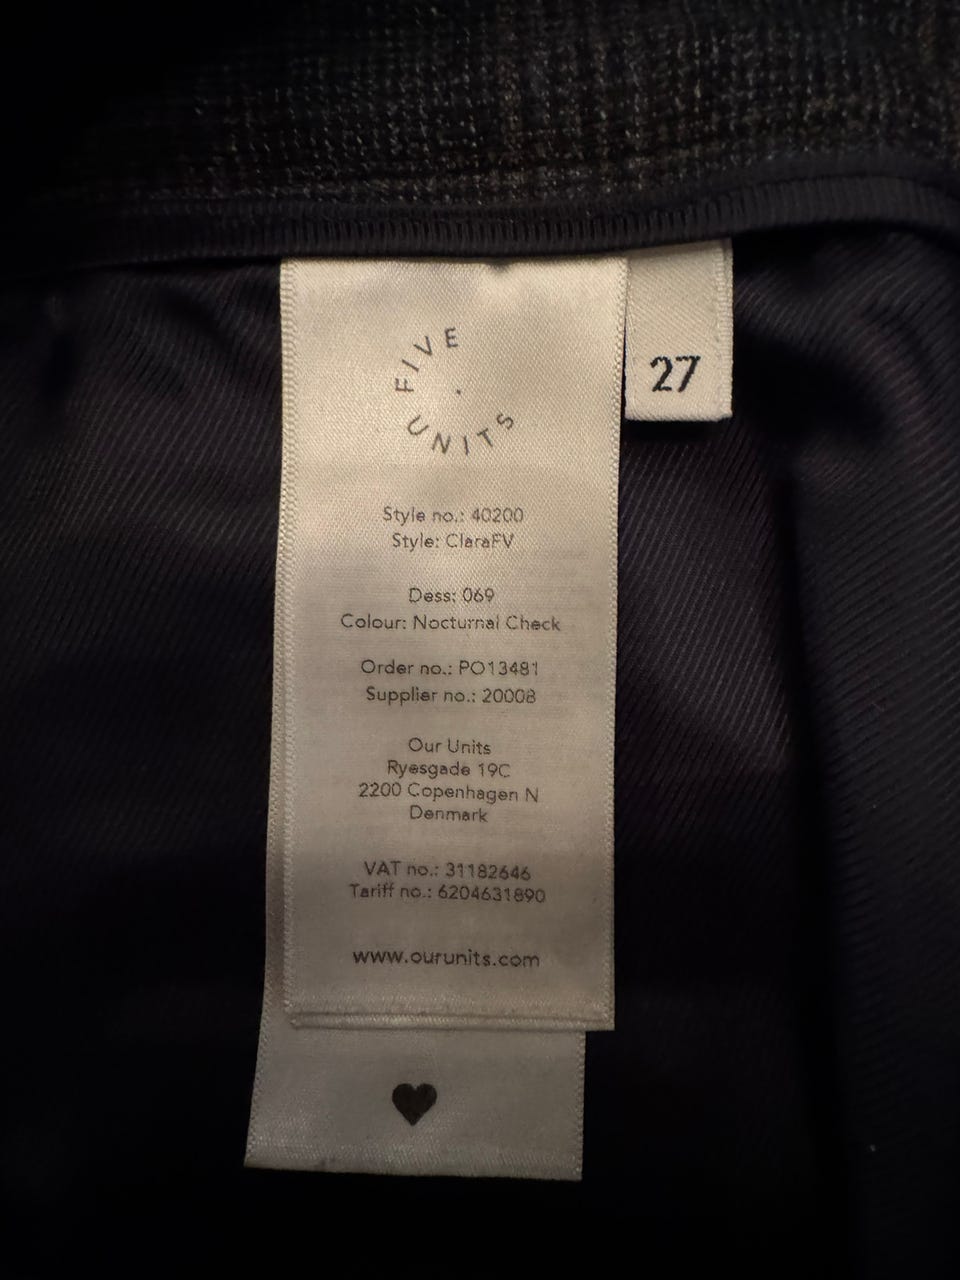 FIVE
UNITS
27
Style no.: 40200
Style: ClaraFV
Dess: 069
Colour: Nocturnal Check
Order no.: PO13481
Supplier no.: 20008
Our Units
Ryesgade 19C
2200 Copenhagen N
Denmark
VAT no.: 31182646
Tariff no.: 6204631890
www.ourunits.com